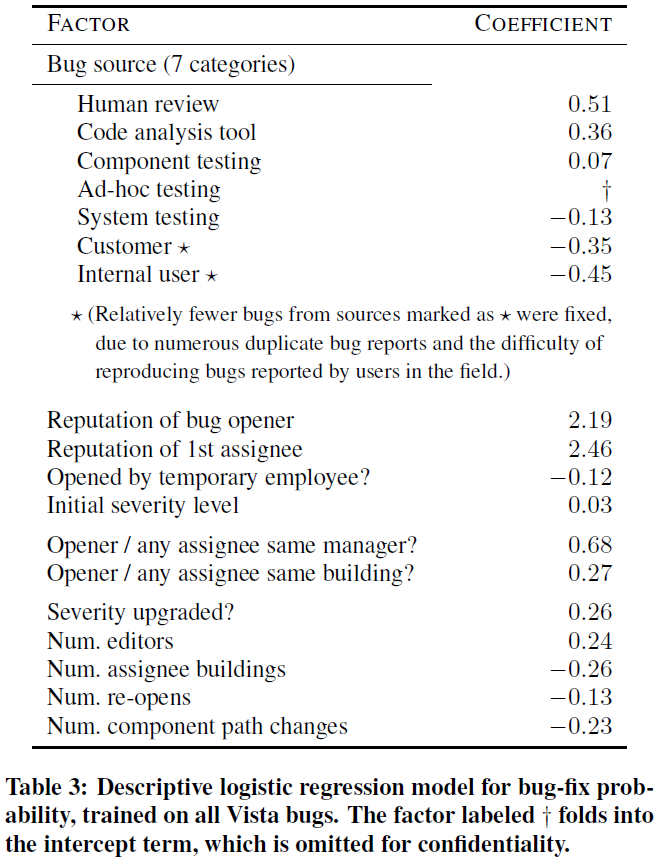 FACTOR COEFFICIENT
Bug source (7 categories)
Human review 0.51
Code analysis tool 0.36
Component testing 0.07
Ad-hoc testing †
System testing −0.13
Customer ⋆ −0.35
Internal user ⋆ −0.45
⋆ (Relatively fewer bugs from sources marked as ⋆ were fixed,
due to numerous duplicate bug reports and the difficulty of
reproducing bugs reported by users in the field.)
Reputation of bug opener 2.19
Reputation of 1st assignee 2.46
Opened by temporary employee? −0.12
Initial severity level 0.03
Opener / any assignee same manager? 0.68
Opener / any assignee same building? 0.27
Severity upgraded? 0.26
Num. editors 0.24
Num. assignee buildings −0.26
Num. re-opens −0.13
Num. component path changes −0.23
Table 3: Descriptive logistic regression model for bug-fix prob-
ability, trained on all Vista bugs. The factor labeled † folds into
the intercept term, which is omitted for confidentiality.